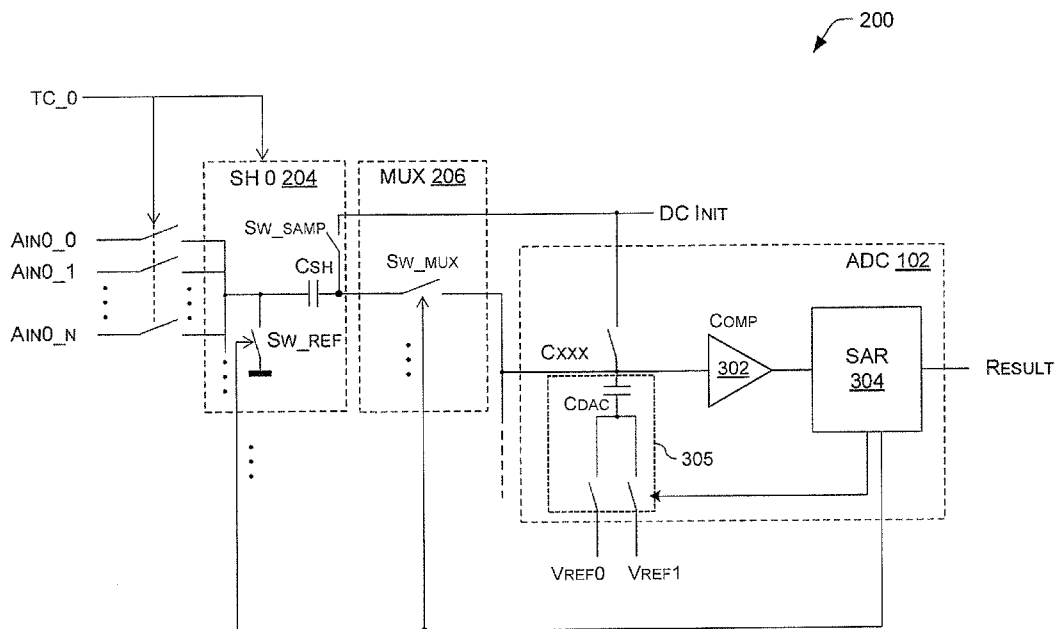 200
TC_0
SH 0 204
MUX 206
DC INIT
SW_SAMP
AIN0_0
CSH
SW_MUX
ADC 102
AIN0_1
COMP
AIN0_N
SW_REF
CXXX
302
SAR
304
RESULT
CDAC
305
VREF0
VREF1